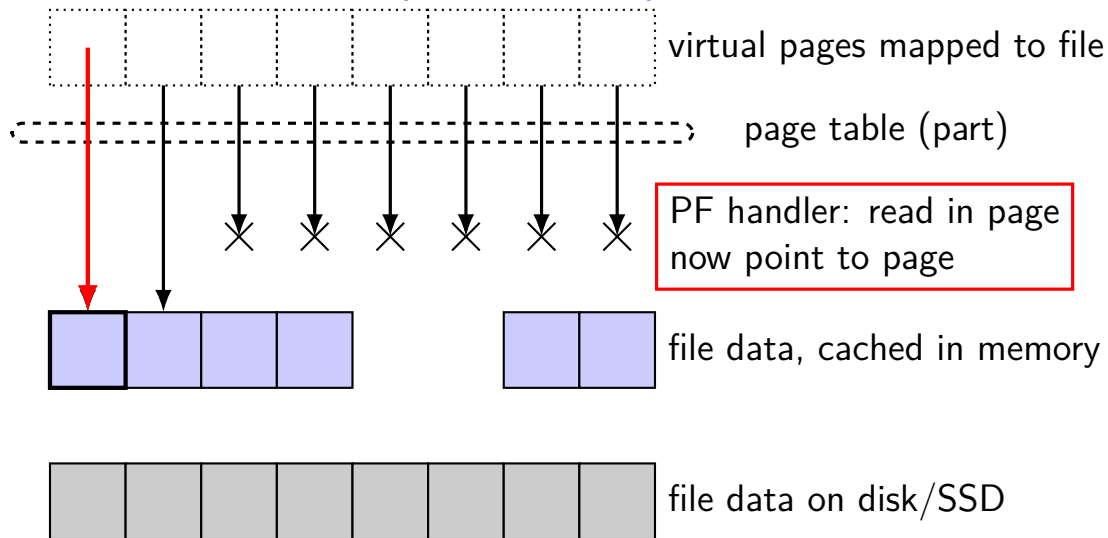 virtual pages mapped to file
page table (part)
PF handler: read in page
now point to page
file data, cached in memory
file data on disk/SSD